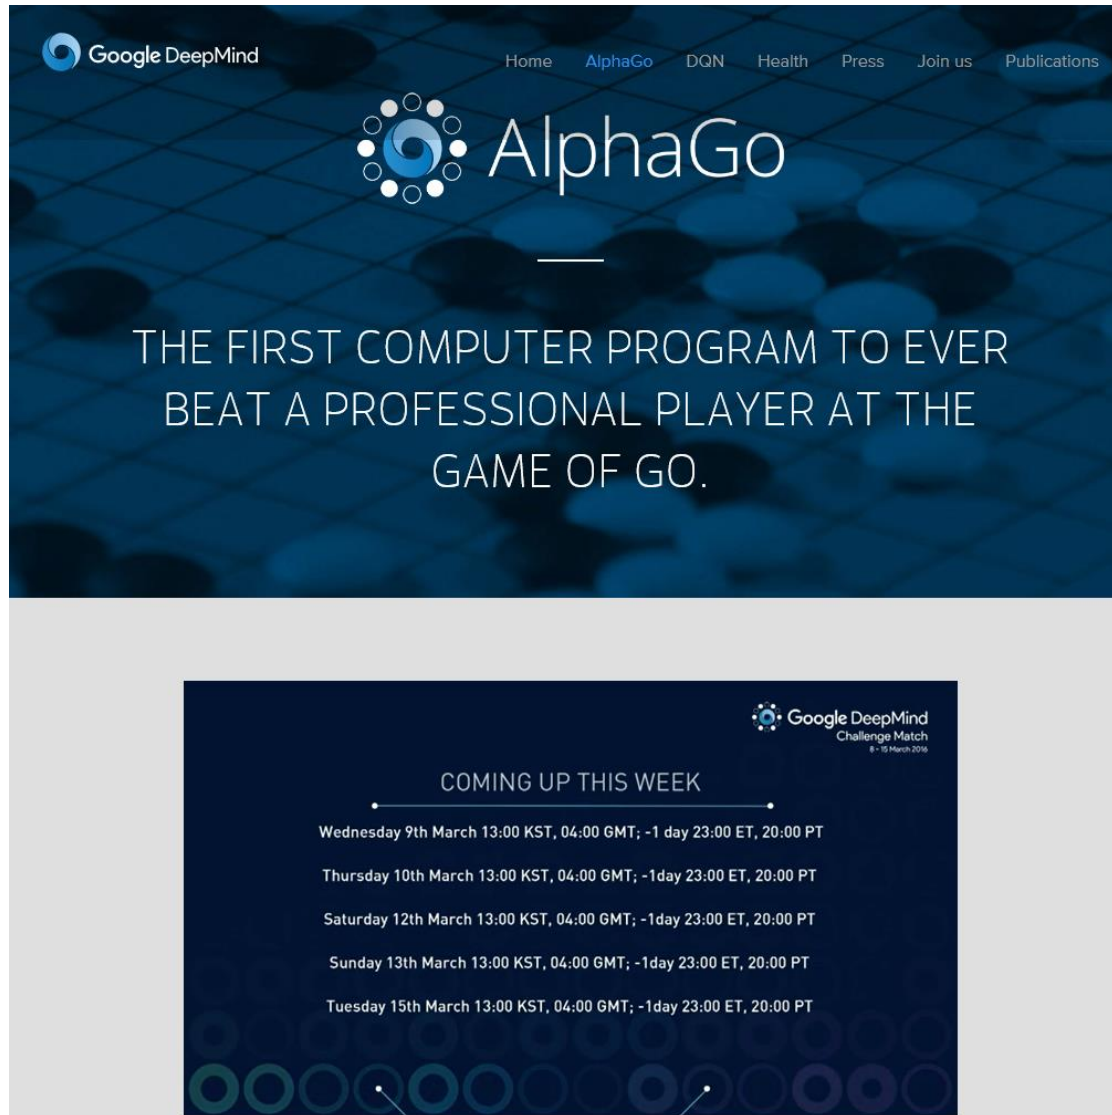 Google DeepMind
Home AlphaGo DQN Health Press Join us Publications
AlphaGo
THE FIRST COMPUTER PROGRAM TO EVER
BEAT A PROFESSIONAL PLAYER AT THE
GAME OF GO.
Google DeepMind
Challenge Match
8 - 15 March 2016
COMING UP THIS WEEK
Wednesday 9th March 13:00 KST, 04:00 GMT; -1 day 23:00 ET, 20:00 PT
Thursday 10th March 13:00 KST, 04:00 GMT; -1day 23:00 ET, 20:00 PT
Saturday 12th March 13:00 KST, 04:00 GMT; -1day 23:00 ET, 20:00 PT
Sunday 13th March 13:00 KST, 04:00 GMT; -1day 23:00 ET, 20:00 PT
Tuesday 15th March 13:00 KST, 04:00 GMT; -1day 23:00 ET, 20:00 PT